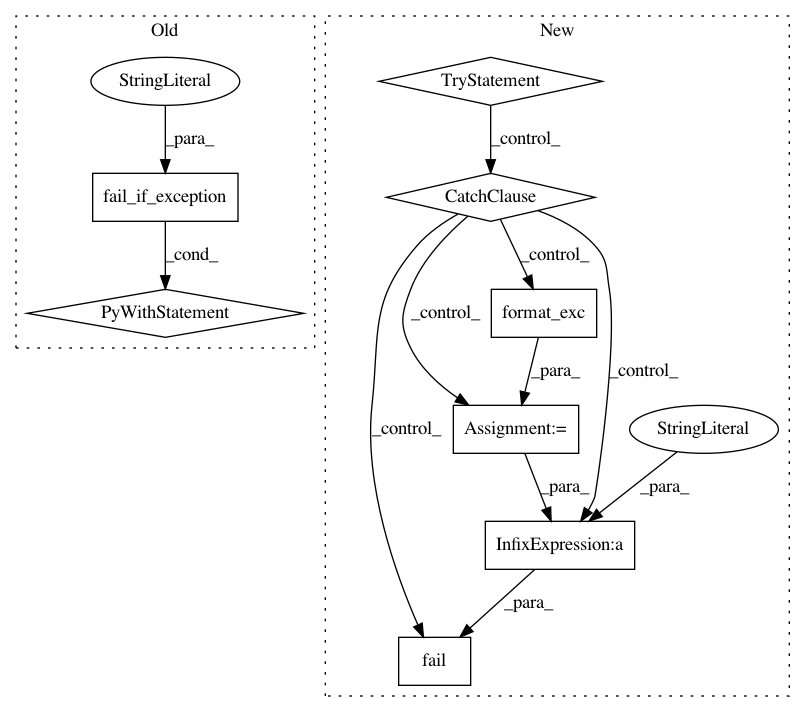 Old
New
StringLiteral
TryStatement
_para_
_control_
fail_if_exception
CatchClause
_cond_
_control_
PyWithStatement
_control_
format_exc
_control_
_para_
_control_
Assignment:=
StringLiteral
_para_
_para_
InfixExpression:a
_para_
fail